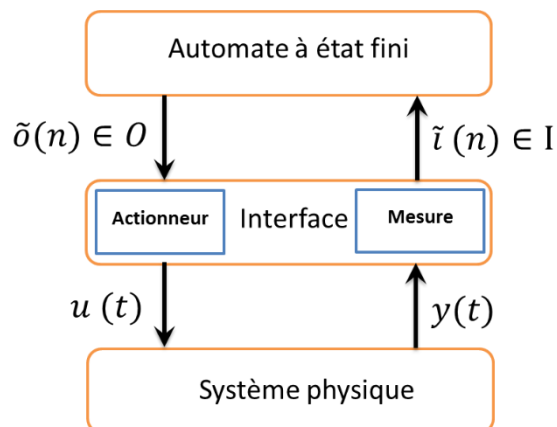 Automate à état fini
õ(n) ∈ O
ĩ (n) ∈ I
Actionneur
Interface
Mesure
u (t)
y(t)
Système physique